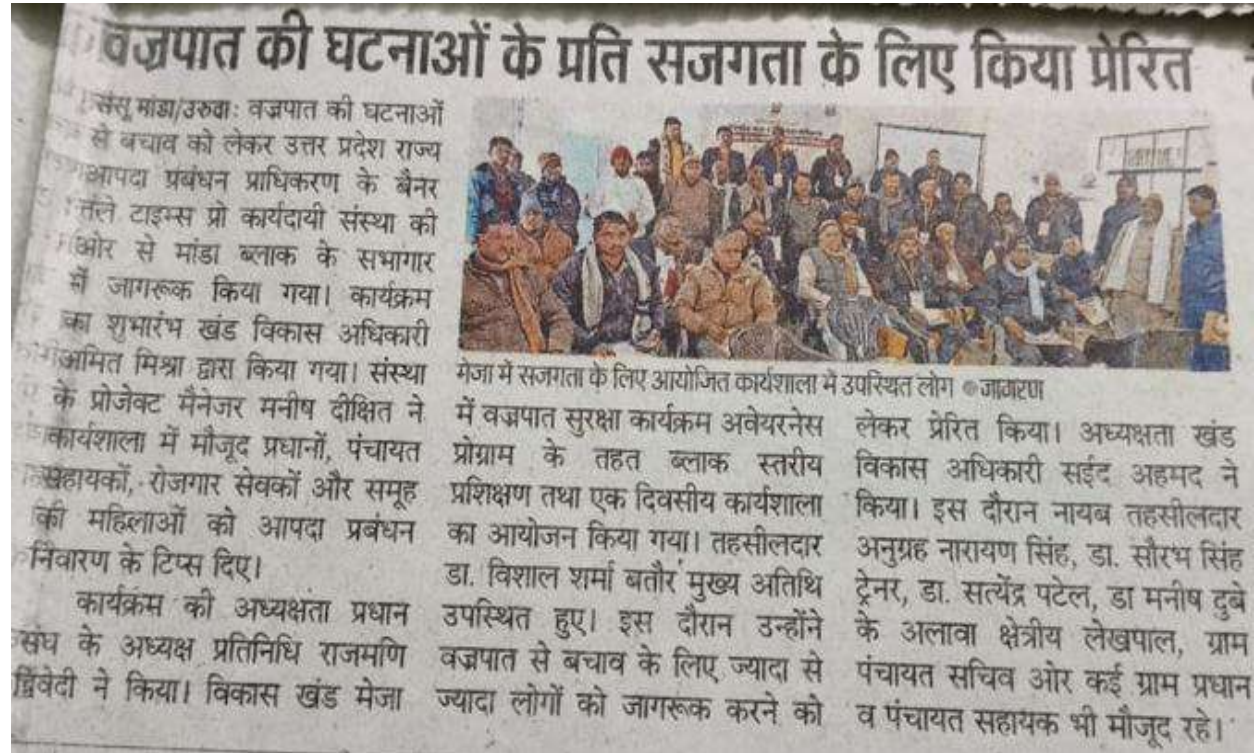 वज्रपात की घटनाओं के प्रति सजगता के लिए किया प्रेरित
संसू, मांडा/उरुवा: वज्रपात की घटनाओं
से बचाव को लेकर उत्तर प्रदेश राज्य
आपदा प्रबंधन प्राधिकरण के बैनर
तले टाइम्स प्रो कार्यदायी संस्था की
ओर से मांडा ब्लाक के सभागार
में जागरूक किया गया। कार्यक्रम
का शुभारंभ खंड विकास अधिकारी
अमित मिश्रा द्वारा किया गया। संस्था
के प्रोजेक्ट मैनेजर मनीष दीक्षित ने
कार्यशाला में मौजूद प्रधानों, पंचायत
सहायकों, रोजगार सेवकों और समूह
की महिलाओं को आपदा प्रबंधन
निवारण के टिप्स दिए।
कार्यक्रम की अध्यक्षता प्रधान
संघ के अध्यक्ष प्रतिनिधि राजमणि
द्विवेदी ने किया। विकास खंड मेजा
मेजा में सजगता के लिए आयोजित कार्यशाला में उपस्थित लोग ● जागरण
में वज्रपात सुरक्षा कार्यक्रम अवेयरनेस
प्रोग्राम के तहत ब्लाक स्तरीय
प्रशिक्षण तथा एक दिवसीय कार्यशाला
का आयोजन किया गया। तहसीलदार
डा. विशाल शर्मा बतौर मुख्य अतिथि
उपस्थित हुए। इस दौरान उन्होंने
वज्रपात से बचाव के लिए ज्यादा से
ज्यादा लोगों को जागरूक करने को
लेकर प्रेरित किया। अध्यक्षता खंड
विकास अधिकारी सईद अहमद ने
किया। इस दौरान नायब तहसीलदार
अनुग्रह नारायण सिंह, डा. सौरभ सिंह
ट्रेनर, डा. सत्येंद्र पटेल, डा मनीष दुबे
के अलावा क्षेत्रीय लेखपाल, ग्राम
पंचायत सचिव ओर कई ग्राम प्रधान
व पंचायत सहायक भी मौजूद रहे।